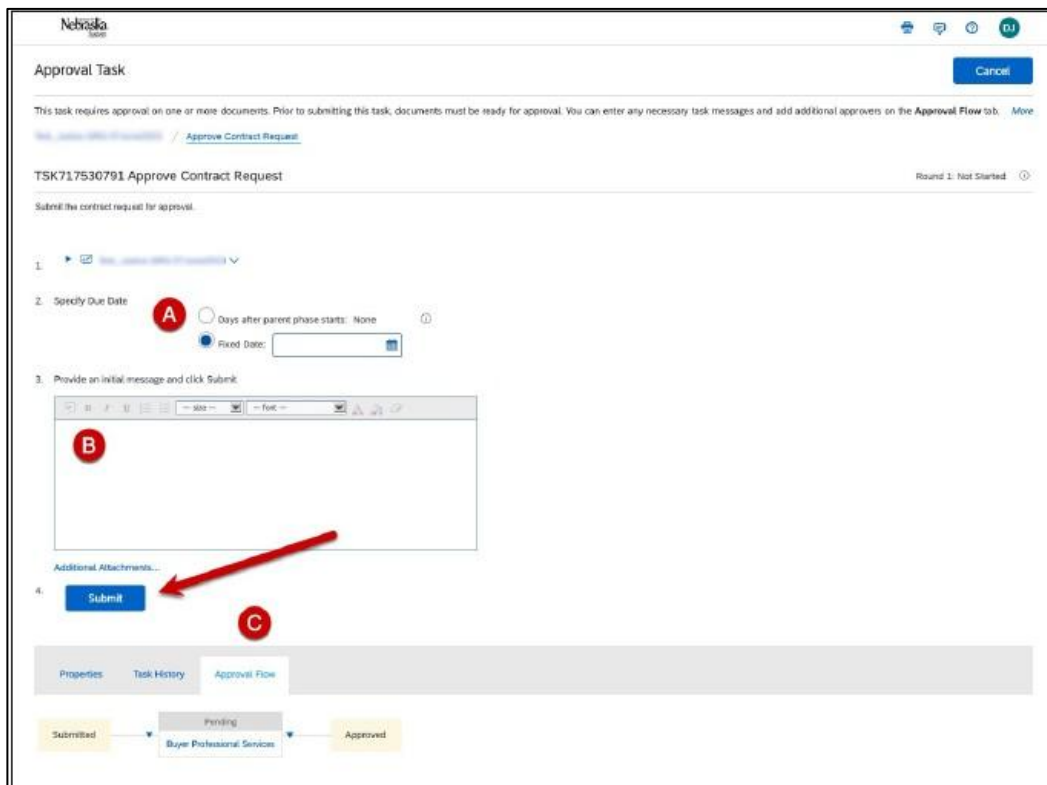 Nebraska
DJ
Approval Task
Cancel
This task requires approval on one or more documents. Prior to submitting this task, documents must be ready for approval. You can enter any necessary task messages and add additional approvers on the Approval Flow tab. More
/ Approve Contract Request
TSK717530791 Approve Contract Request
Round 1: Not Started
Submit the contract request for approval.
1.
2. Specify Due Date
A
Days after parent phase starts: None
Fixed Date:
3. Provide an initial message and click Submit
B I U -- size -- -- font --
B
Additional Attachments...
4. Submit
C
Properties Task History Approval Flow
Submitted
Pending
Buyer Professional Services
Approved